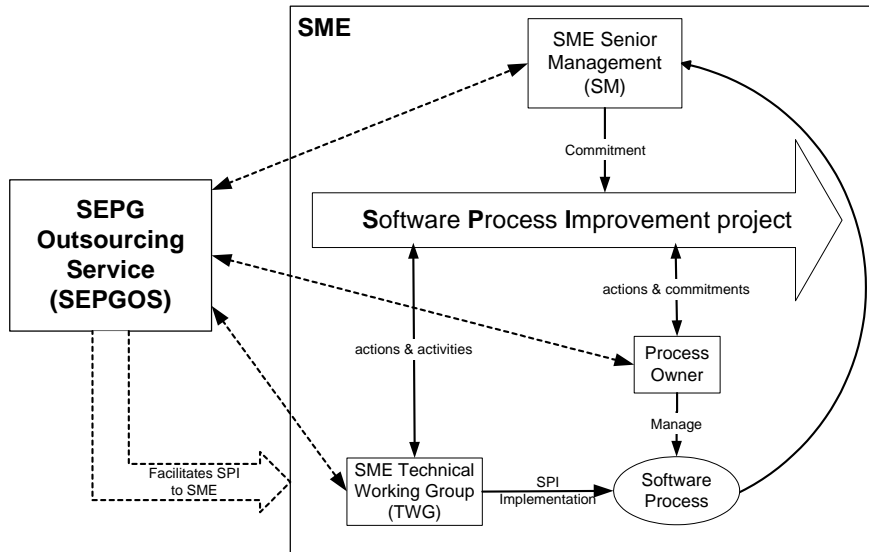 SME
SME Senior
Management
(SM)
Commitment
SEPG
Outsourcing
Service
(SEPGOS)
Software Process Improvement project
actions & commitments
actions & activities
Process
Owner
Manage
Facilitates SPI
to SME
SME Technical
Working Group
(TWG)
SPI
Implementation
Software
Process